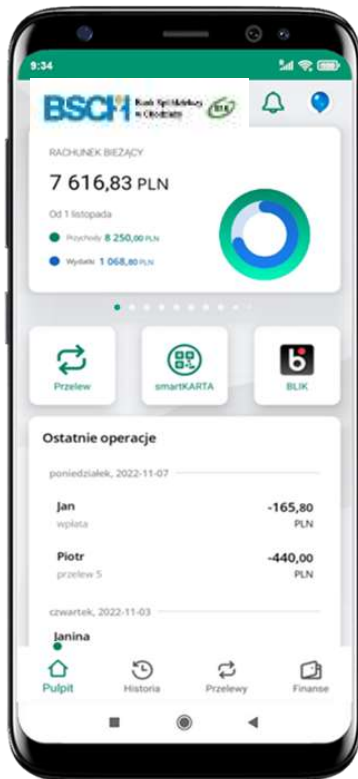 9:34
BSCH Bank Spółdzielczy
w Chodzieży
RACHUNEK BIEŻĄCY
7 616,83 PLN
Od 1 listopada
Przychody 8 250,00 PLN
Wydatki 1 068,80 PLN
Przelew smartKARTA BLIK
Ostatnie operacje
poniedziałek, 2022-11-07
Jan -165,80
wpłata PLN
Piotr -440,00
przelew 5 PLN
czwartek, 2022-11-03
Janina
Pulpit Historia Przelewy Finanse